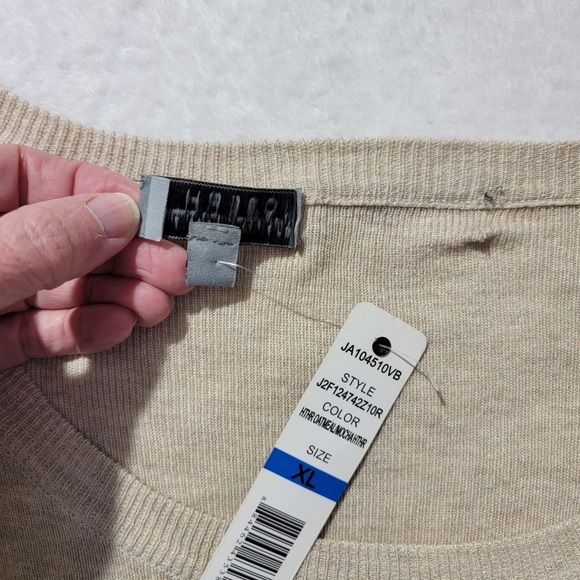 JA104510VB
STYLE
J2F124742Z10R
COLOR
HTHR OATMEAL/MOCHA HTHR
SIZE
XL